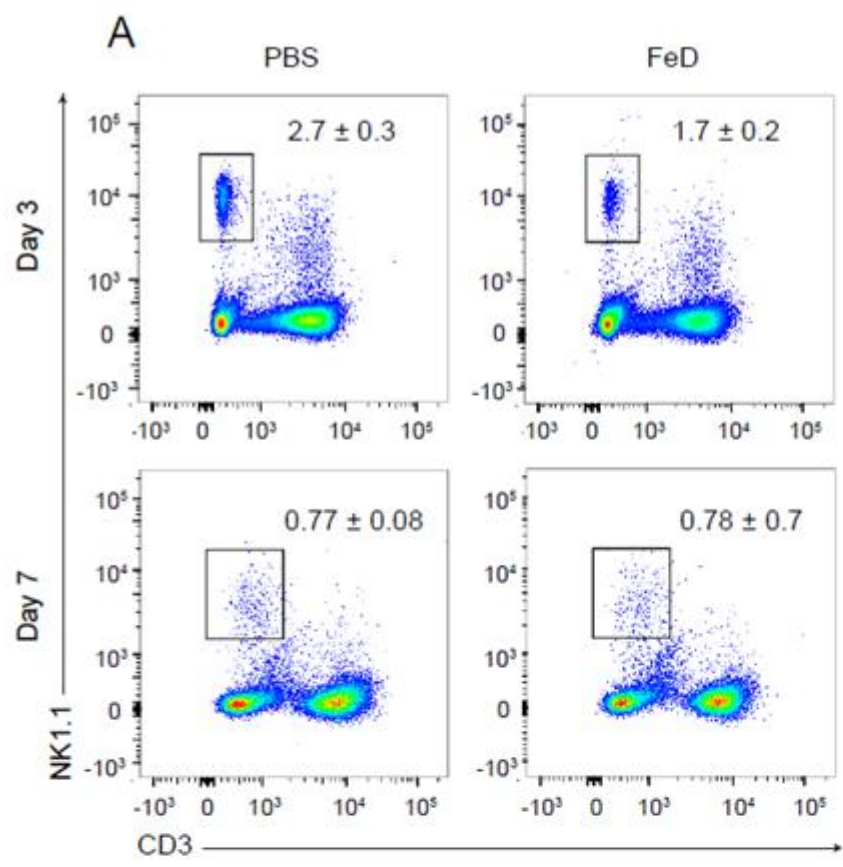 A
PBS FeD
Day 3
10⁵ 2.7 ± 0.3 10⁵ 1.7 ± 0.2
10⁴ 10⁴
10³ 10³
0 0
-10³ -10³
-10³ 0 10³ 10⁴ 10⁵ -10³ 0 10³ 10⁴ 10⁵
Day 7
10⁵ 0.77 ± 0.08 10⁵ 0.78 ± 0.7
10⁴ 10⁴
10³ 10³
0 0
-10³ -10³
-10³ 0 10³ 10⁴ 10⁵ -10³ 0 10³ 10⁴ 10⁵
NK1.1
CD3